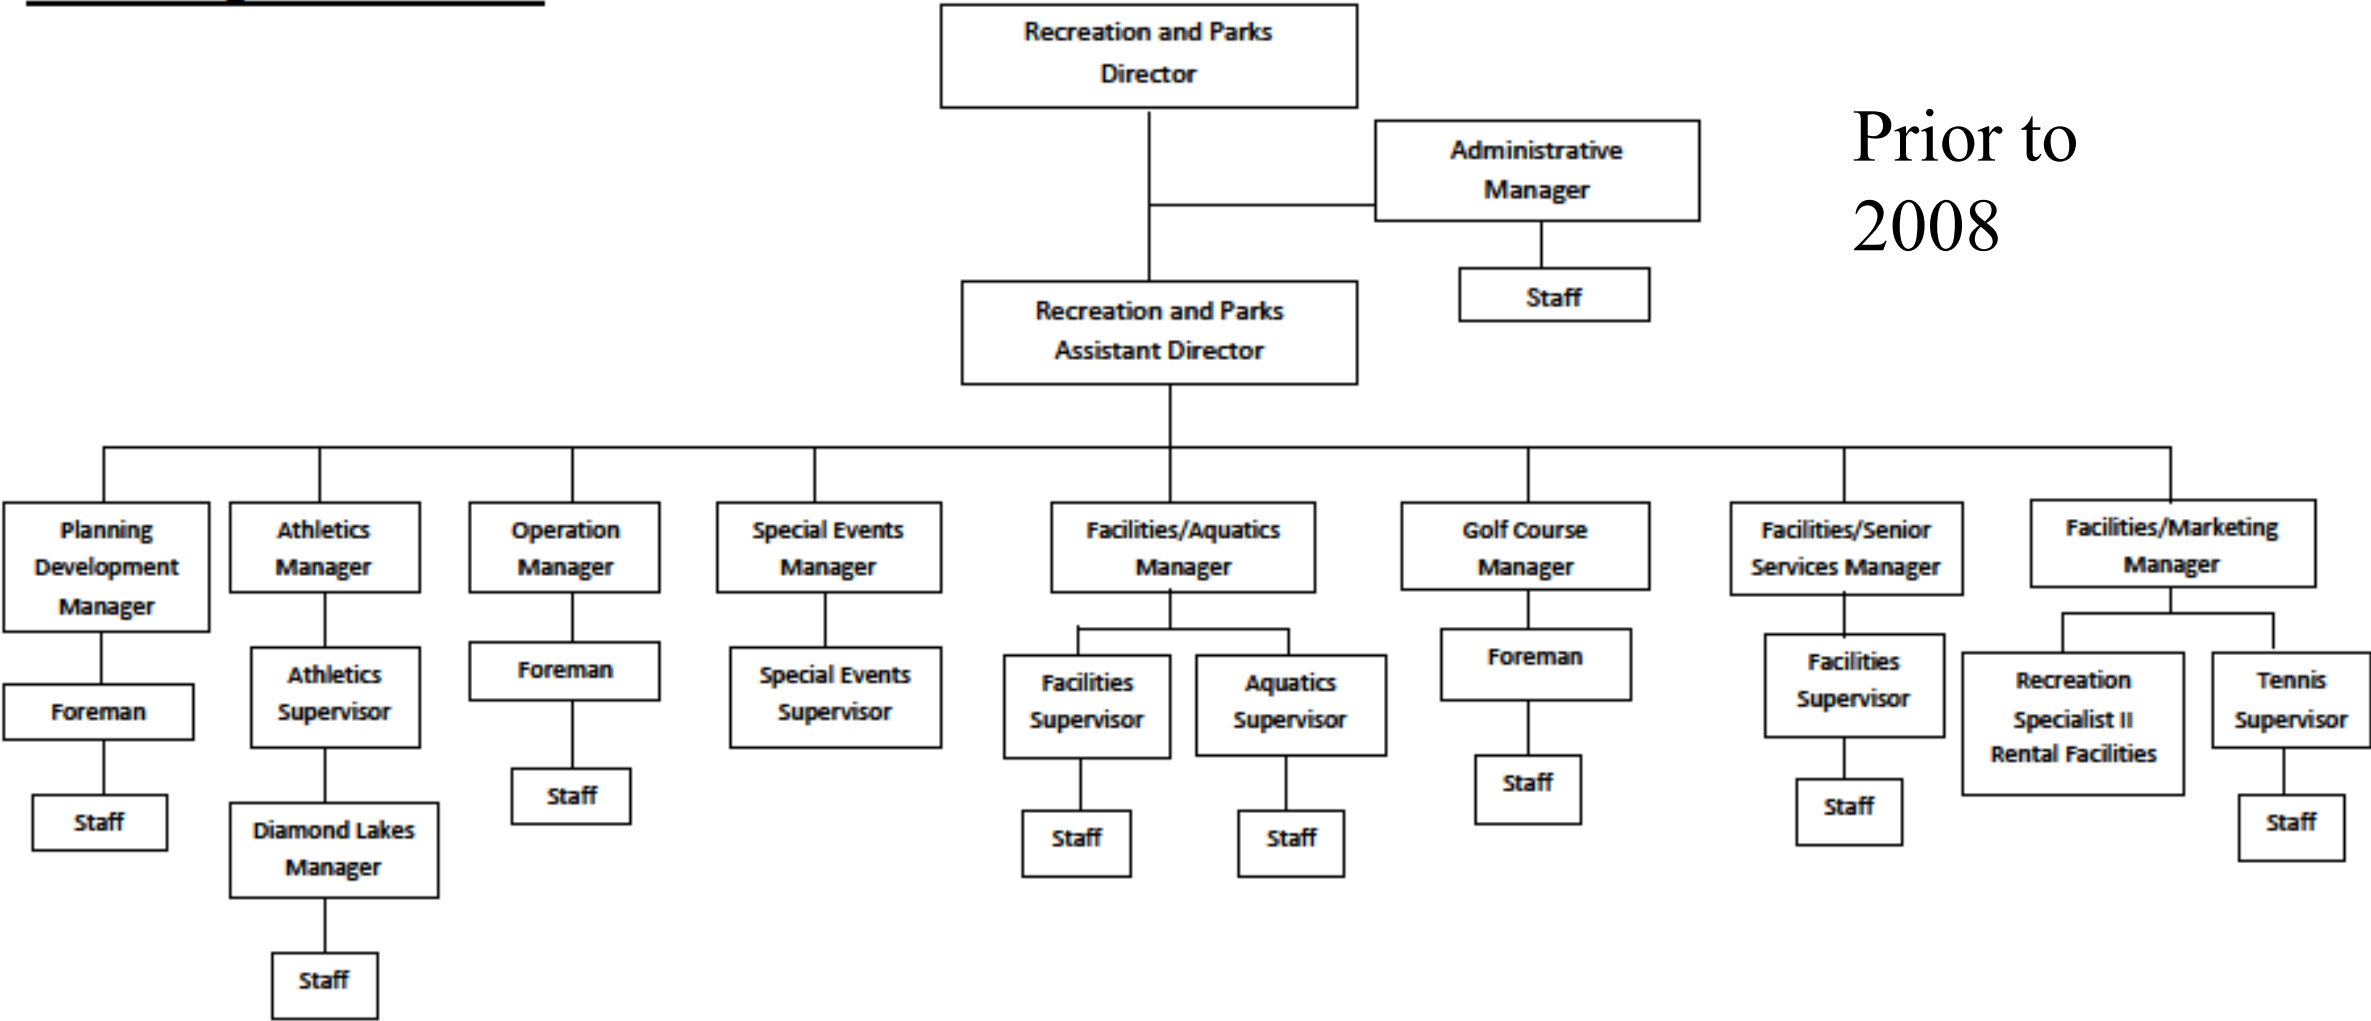 Recreation and Parks
Director
Administrative
Manager
Prior to
2008
Staff
Recreation and Parks
Assistant Director
Planning
Development
Manager
Athletics
Manager
Operation
Manager
Special Events
Manager
Facilities/Aquatics
Manager
Golf Course
Manager
Facilities/Senior
Services Manager
Facilities/Marketing
Manager
Foreman
Athletics
Supervisor
Foreman
Special Events
Supervisor
Facilities
Supervisor
Aquatics
Supervisor
Foreman
Facilities
Supervisor
Recreation
Specialist II
Rental Facilities
Tennis
Supervisor
Staff
Diamond Lakes
Manager
Staff
Staff
Staff
Staff
Staff
Staff
Staff